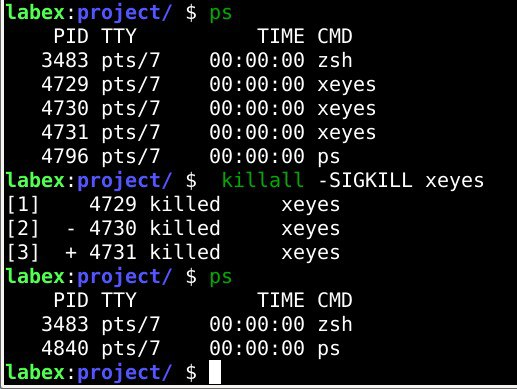 labex:project/ $ ps
    PID TTY          TIME CMD
   3483 pts/7    00:00:00 zsh
   4729 pts/7    00:00:00 xeyes
   4730 pts/7    00:00:00 xeyes
   4731 pts/7    00:00:00 xeyes
   4796 pts/7    00:00:00 ps
labex:project/ $  killall -SIGKILL xeyes
[1]    4729 killed     xeyes
[2]  - 4730 killed     xeyes
[3]  + 4731 killed     xeyes
labex:project/ $ ps
    PID TTY          TIME CMD
   3483 pts/7    00:00:00 zsh
   4840 pts/7    00:00:00 ps
labex:project/ $